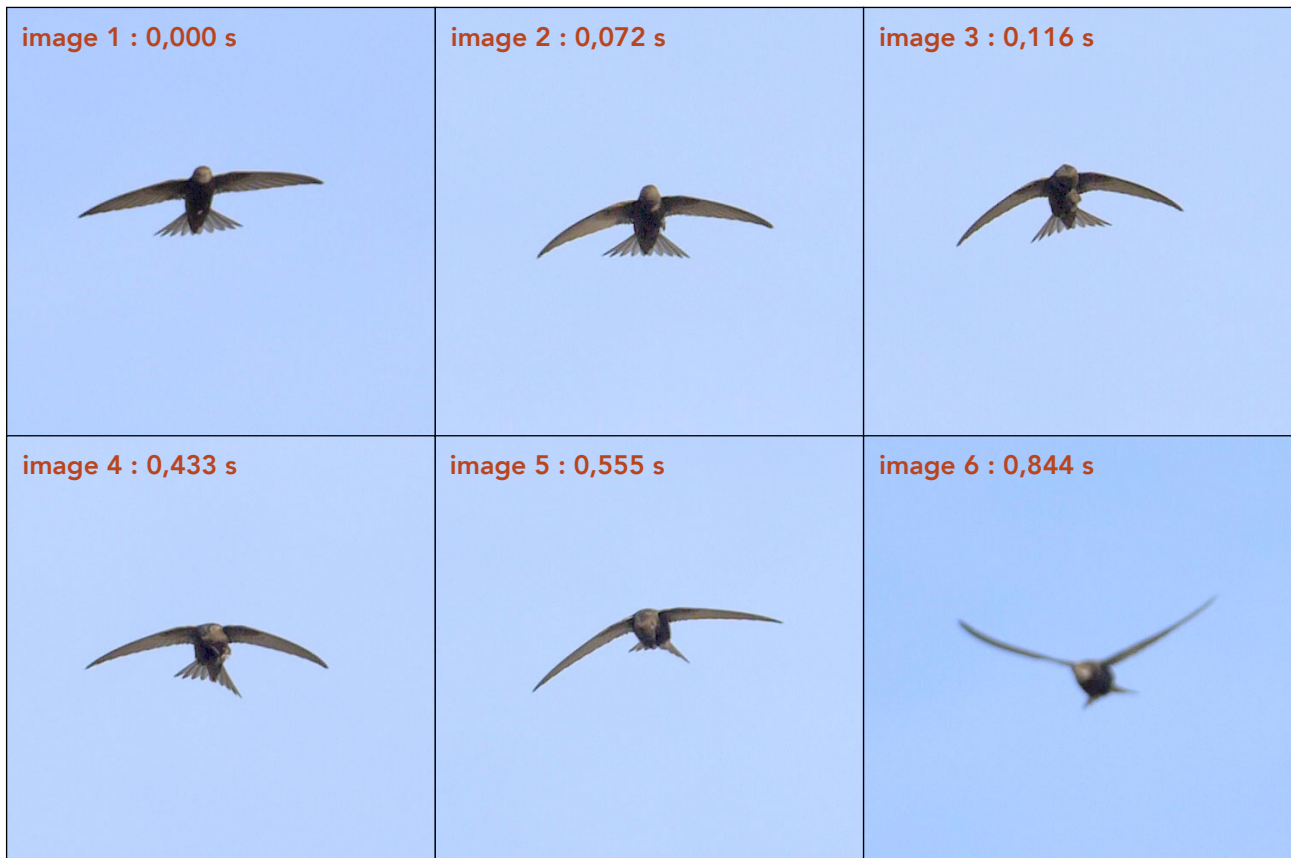 image 1 : 0,000 s
image 2 : 0,072 s
image 3 : 0,116 s
image 4 : 0,433 s
image 5 : 0,555 s
image 6 : 0,844 s